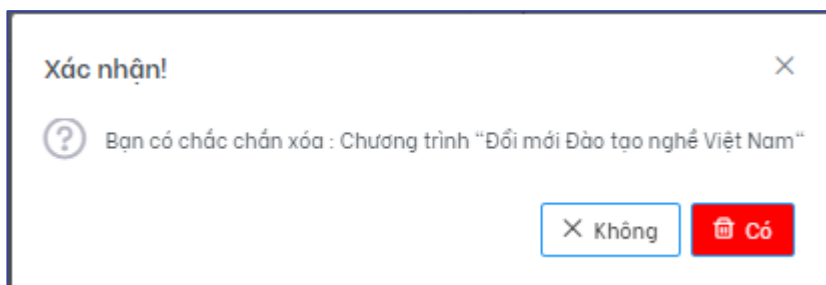 Xác nhận!
Bạn có chắc chắn xóa : Chương trình “Đổi mới Đào tạo nghề Việt Nam“
Không
Có